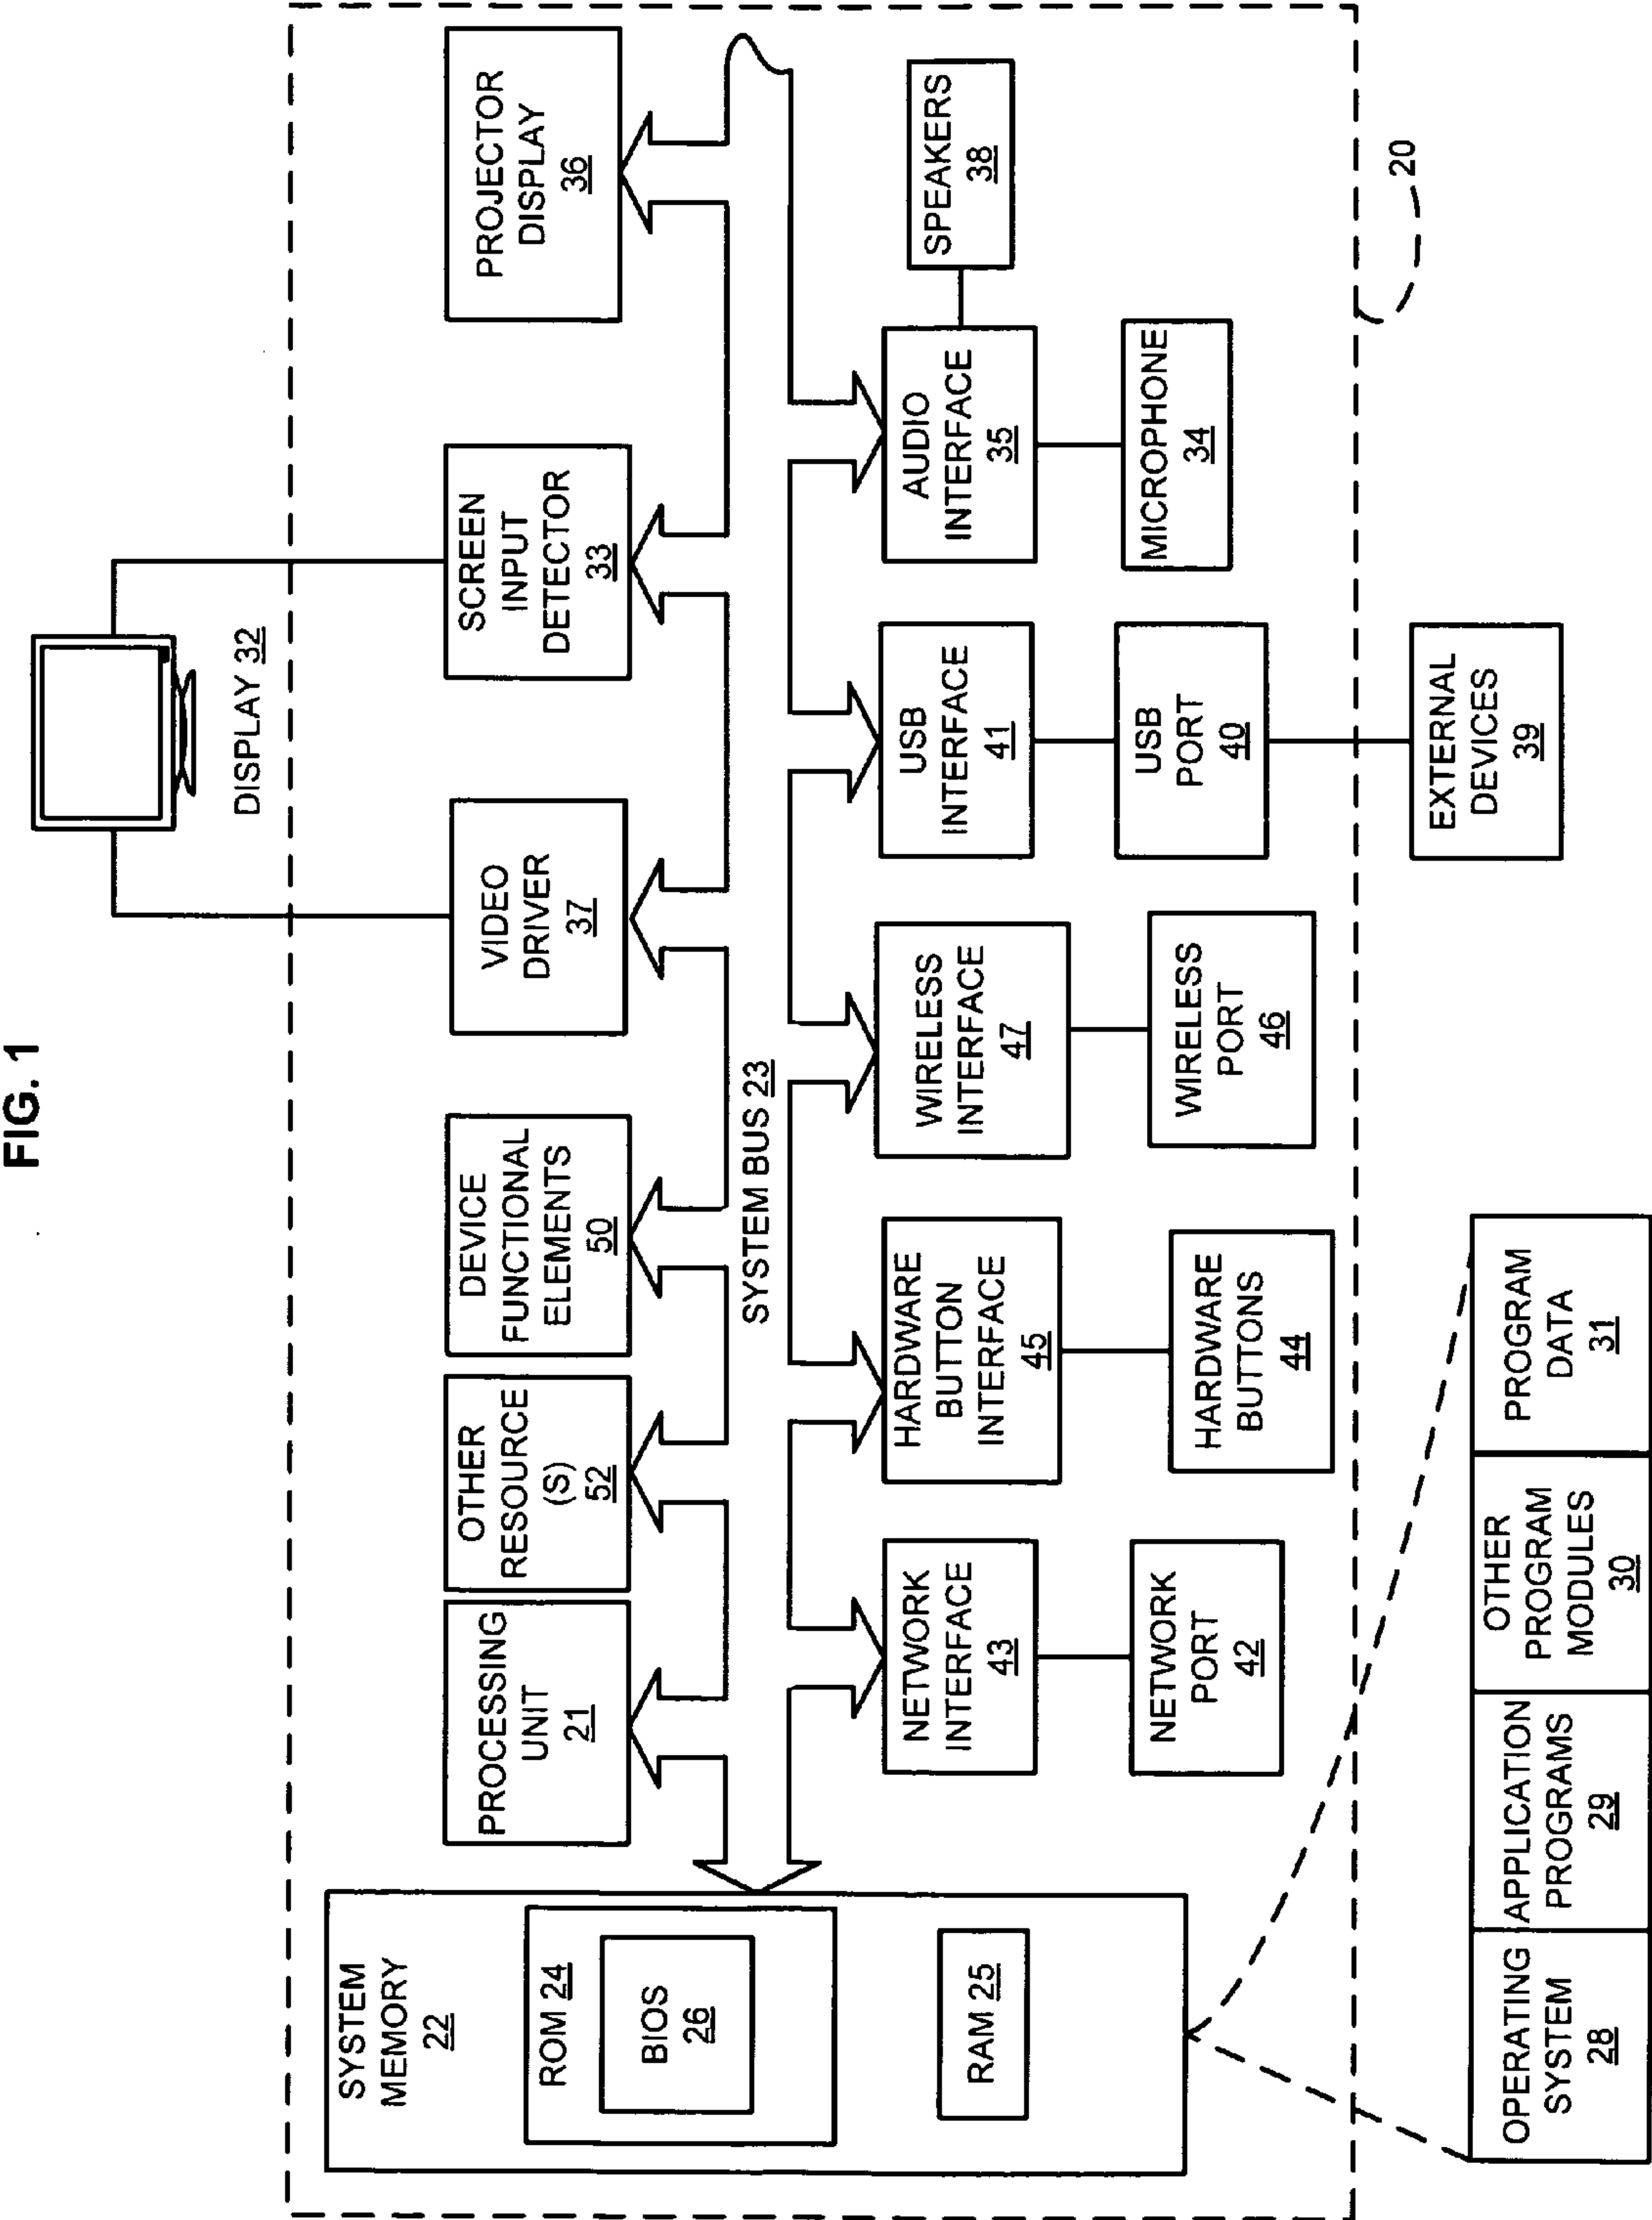 FIG. 1
DISPLAY 32
SYSTEM
MEMORY
22
ROM 24
BIOS
26
RAM 25
PROCESSING
UNIT
21
OTHER
RESOURCE
(S)
52
DEVICE
FUNCTIONAL
ELEMENTS
50
VIDEO
DRIVER
37
SCREEN
INPUT
DETECTOR
33
PROJECTOR
DISPLAY
36
SYSTEM BUS 23
NETWORK
INTERFACE
43
HARDWARE
BUTTON
INTERFACE
45
WIRELESS
INTERFACE
47
USB
INTERFACE
41
AUDIO
INTERFACE
35
SPEAKERS
38
NETWORK
PORT
42
HARDWARE
BUTTONS
44
WIRELESS
PORT
46
USB
PORT
40
MICROPHONE
34
20
OPERATING
SYSTEM
28
APPLICATION
PROGRAMS
29
OTHER
PROGRAM
MODULES
30
PROGRAM
DATA
31
EXTERNAL
DEVICES
39